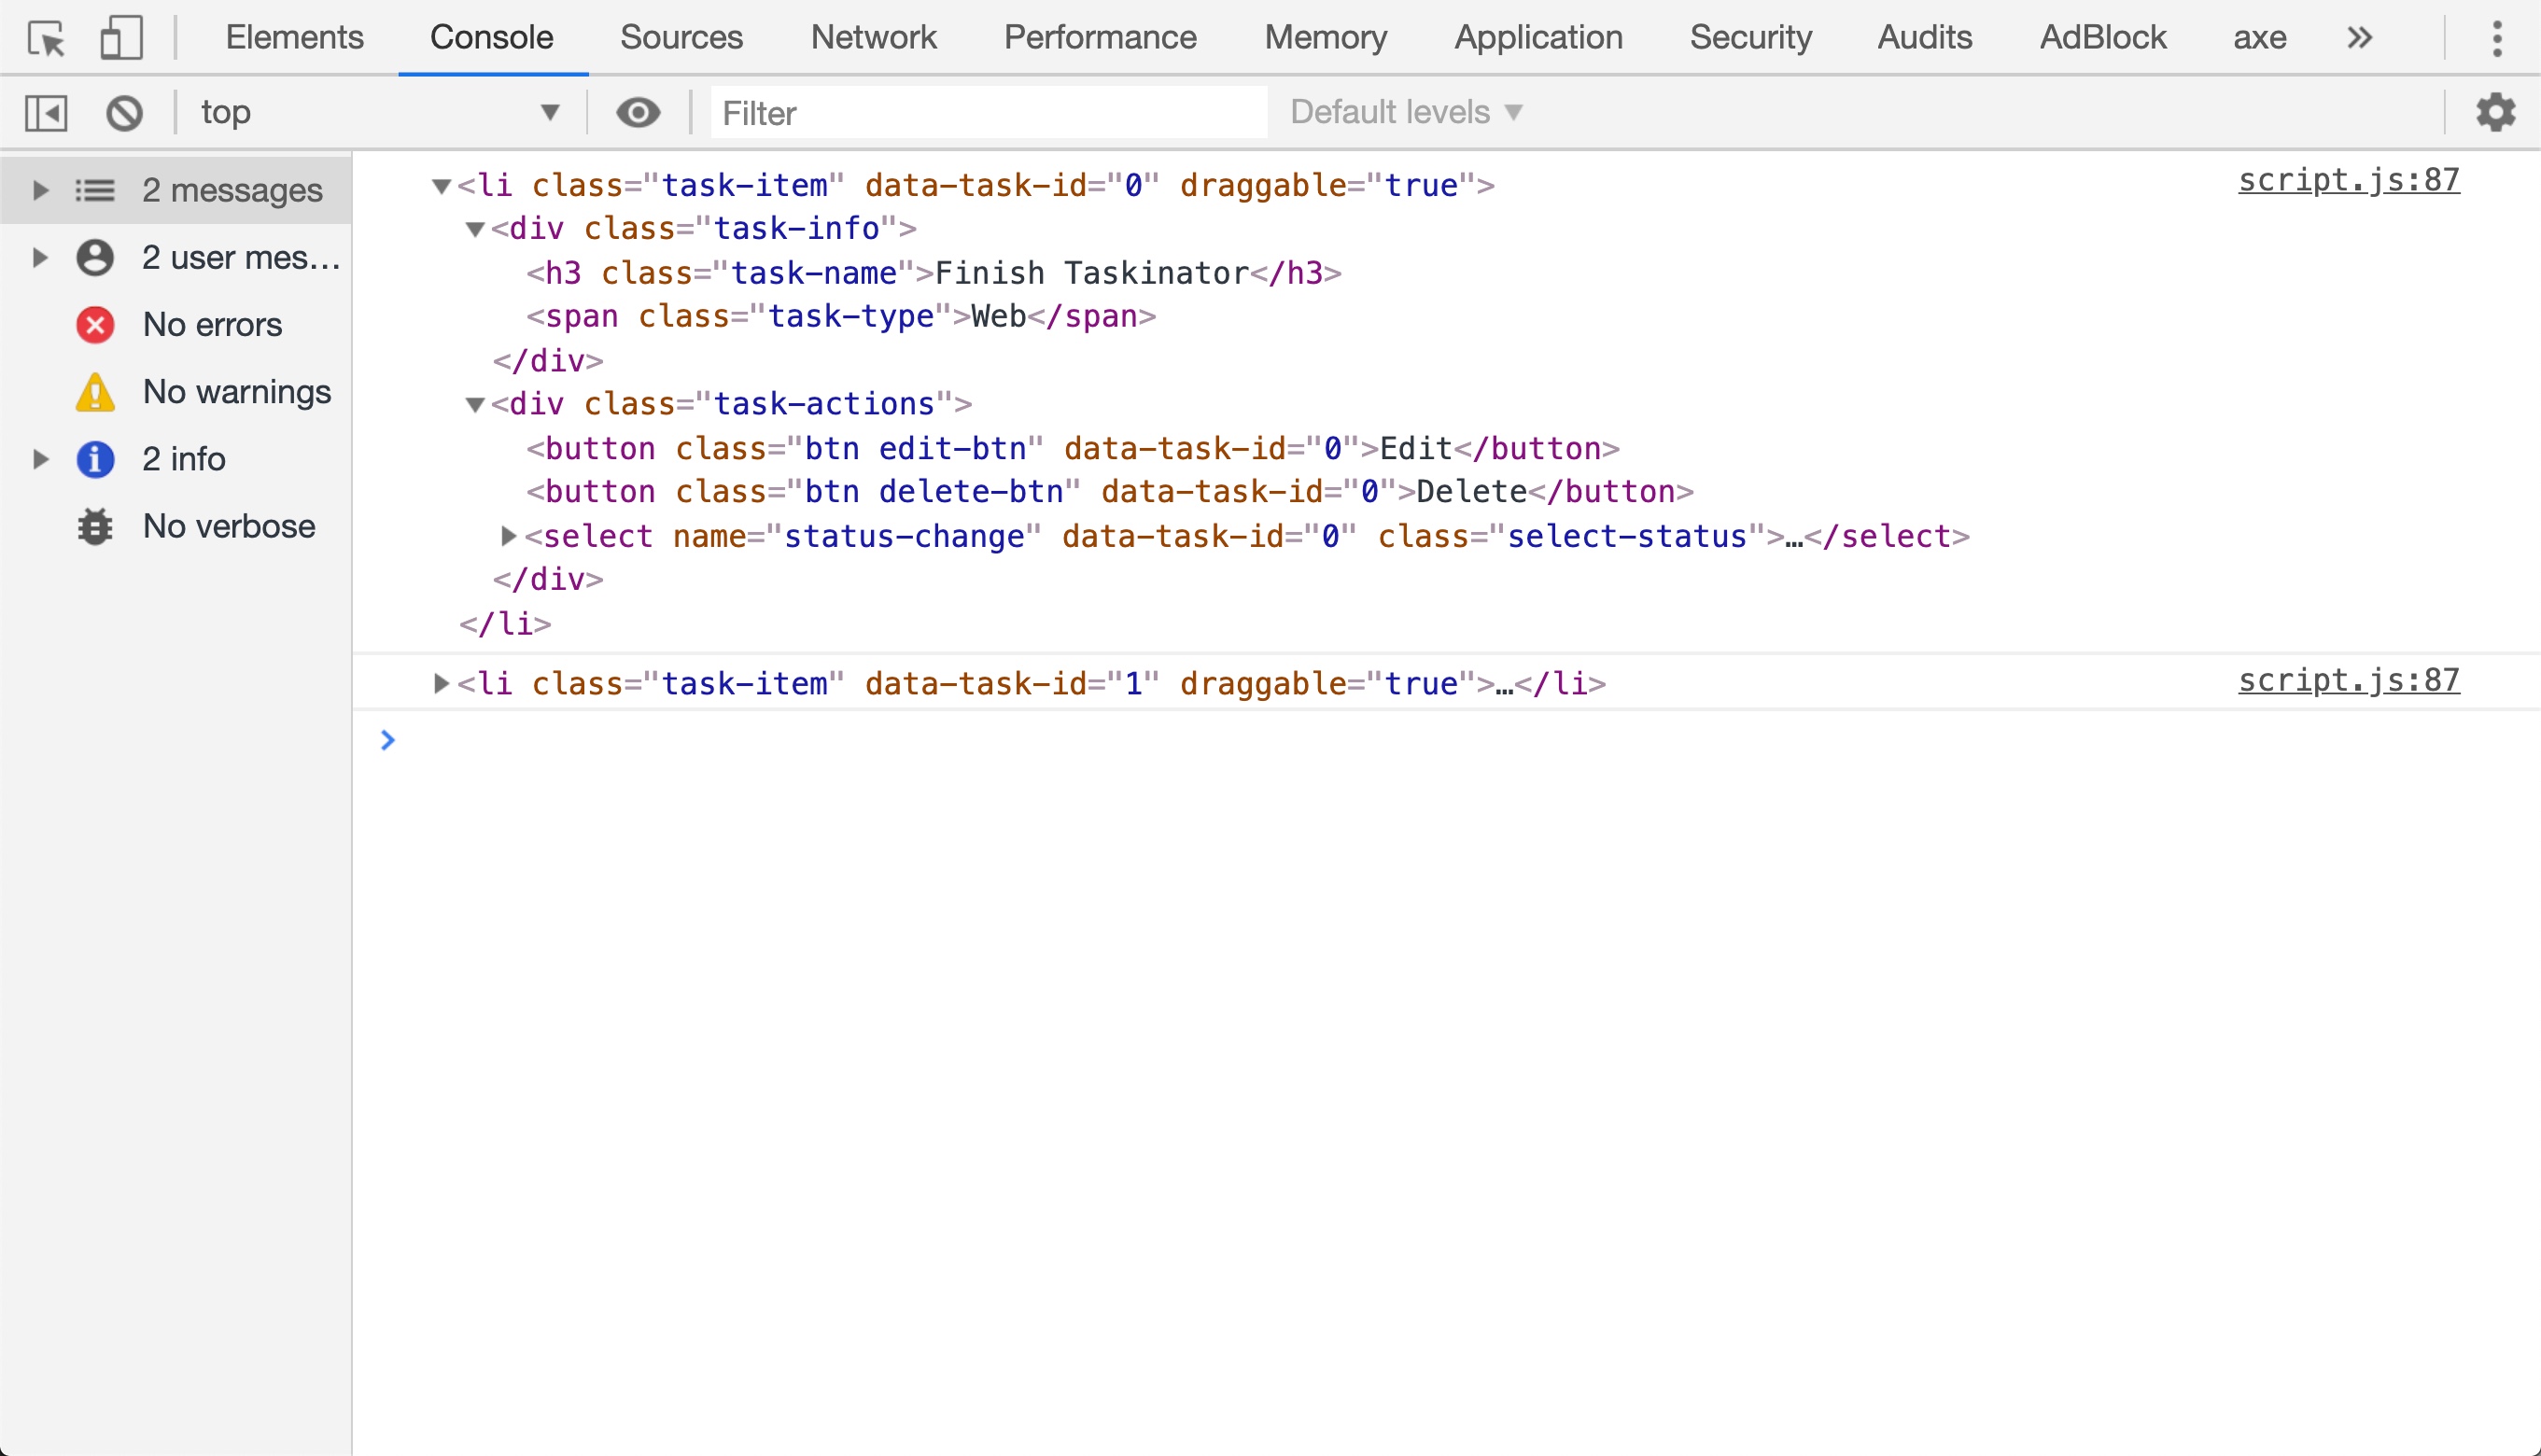 Elements Console Sources Network Performance Memory Application Security Audits AdBlock axe »
top Filter Default levels
2 messages
2 user mes…
No errors
No warnings
2 info
No verbose
<li class="task-item" data-task-id="0" draggable="true"> script.js:87
<div class="task-info">
<h3 class="task-name">Finish Taskinator</h3>
<span class="task-type">Web</span>
</div>
<div class="task-actions">
<button class="btn edit-btn" data-task-id="0">Edit</button>
<button class="btn delete-btn" data-task-id="0">Delete</button>
<select name="status-change" data-task-id="0" class="select-status">…</select>
</div>
</li>
<li class="task-item" data-task-id="1" draggable="true">…</li> script.js:87